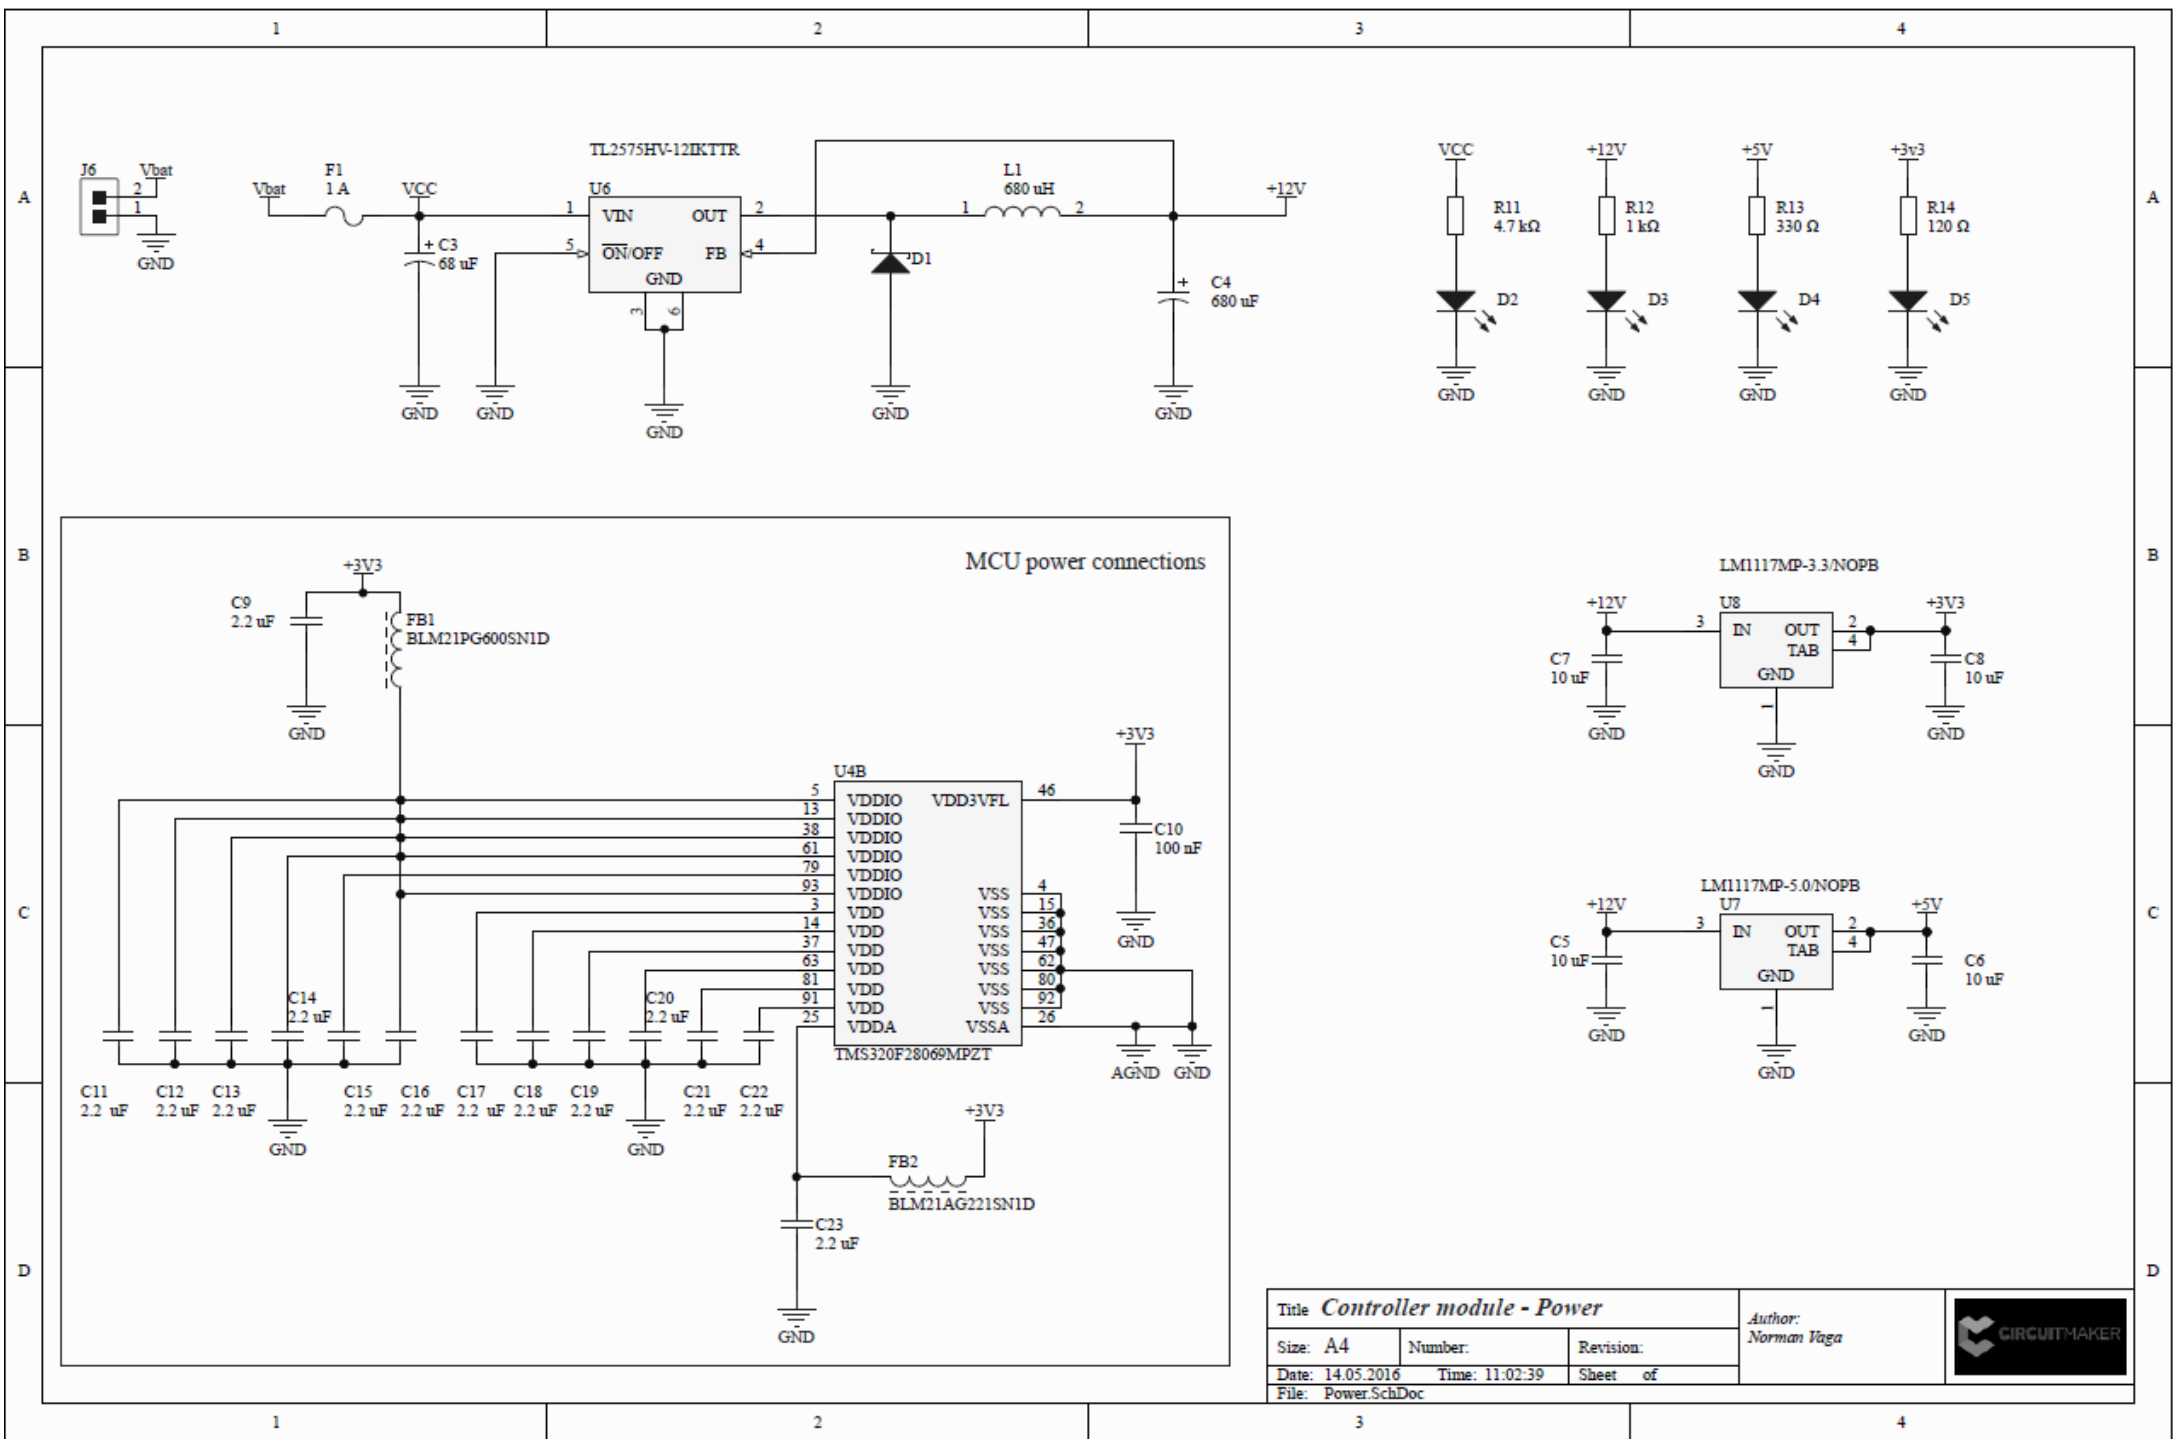 1 2 3 4
A
A
TL2575HV-12IKTTR
J6
Vbat
2
1
GND
Vbat
F1
1 A
VCC
+ C3
68 uF
GND
U6
1 VIN OUT 2
5 ON/OFF FB 4
GND
3 6
GND
GND
D1
GND
L1
680 uH
1 2
+12V
+ C4
680 uF
GND
VCC
R11
4.7 kΩ
D2
GND
+12V
R12
1 kΩ
D3
GND
+5V
R13
330 Ω
D4
GND
+3v3
R14
120 Ω
D5
GND
B
B
MCU power connections
+3V3
C9
2.2 uF
GND
FB1
BLM21PG600SN1D
LM1117MP-3.3/NOPB
+12V
U8
+3V3
3 IN OUT 2
TAB 4
GND
1
GND
C7
10 uF
GND
C8
10 uF
GND
C
C
U4B
5 VDDIO VDD3VFL 46
13 VDDIO
38 VDDIO
61 VDDIO
79 VDDIO
93 VDDIO VSS 4
3 VDD VSS 15
14 VDD VSS 36
37 VDD VSS 47
63 VDD VSS 62
81 VDD VSS 80
91 VDD VSS 92
25 VDDA VSSA 26
TMS320F28069MPZT
+3V3
C10
100 nF
GND
AGND GND
C14
2.2 uF
C20
2.2 uF
C11
2.2 uF
C12
2.2 uF
C13
2.2 uF
C15
2.2 uF
C16
2.2 uF
C17
2.2 uF
C18
2.2 uF
C19
2.2 uF
C21
2.2 uF
C22
2.2 uF
GND
GND
LM1117MP-5.0/NOPB
+12V
U7
+5V
3 IN OUT 2
TAB 4
GND
1
GND
C5
10 uF
GND
C6
10 uF
GND
+3V3
FB2
BLM21AG221SN1D
C23
2.2 uF
GND
D
D
Title Controller module - Power
Size: A4 Number: Revision:
Date: 14.05.2016 Time: 11:02:39 Sheet of
File: Power.SchDoc
Author:
Norman Vaga
CIRCUITMAKER
1 2 3 4